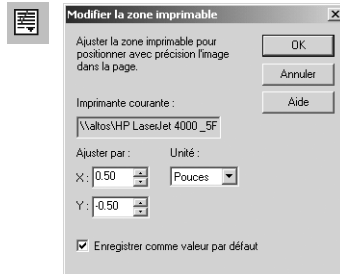 Modifier la zone imprimable
Ajuster la zone imprimable pour
positionner avec précision l'image
dans la page.
OK
Annuler
Aide
Imprimante courante :
\\altos\HP LaserJet 4000 _5F
Ajuster par :
Unité :
X : 0.50
Pouces
Y : -0.50
Enregistrer comme valeur par défaut